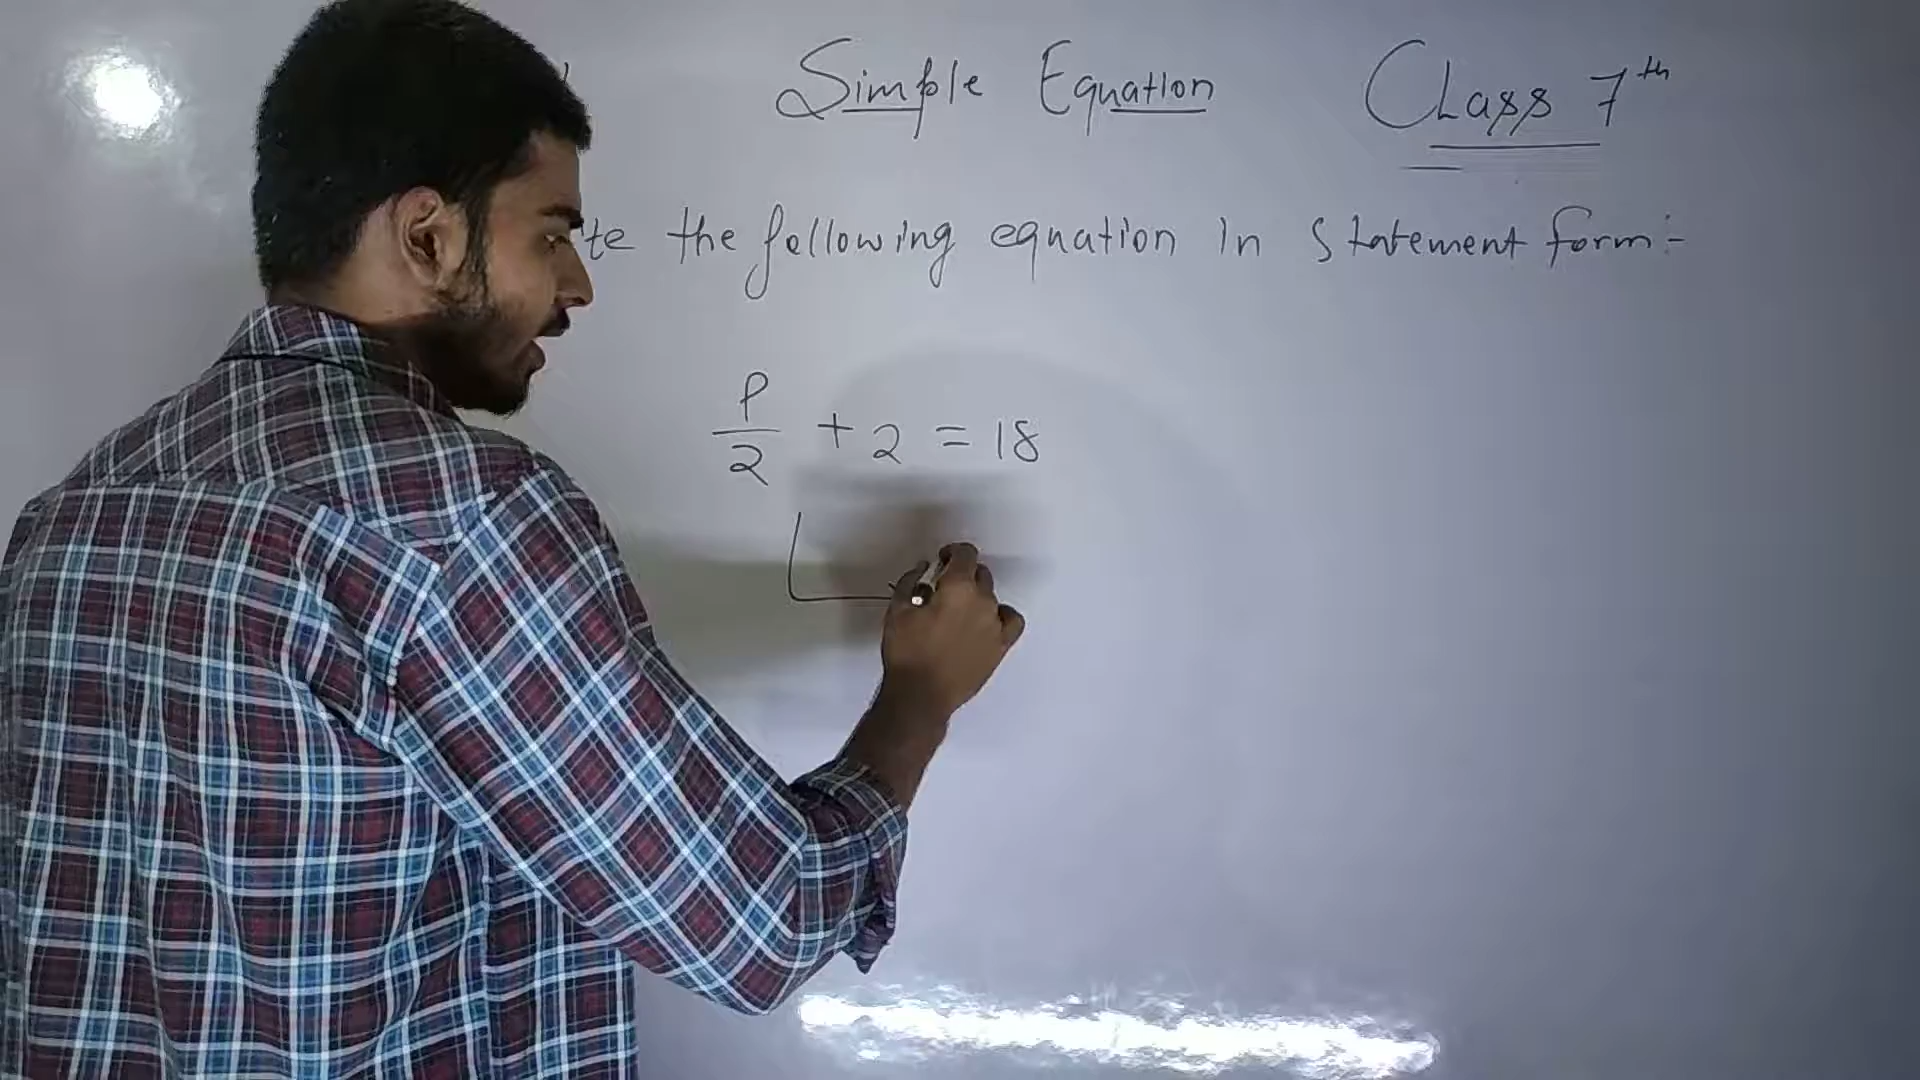 Simple Equation Class 7th
te the following equation in statement form:-
P/2 + 2 = 18